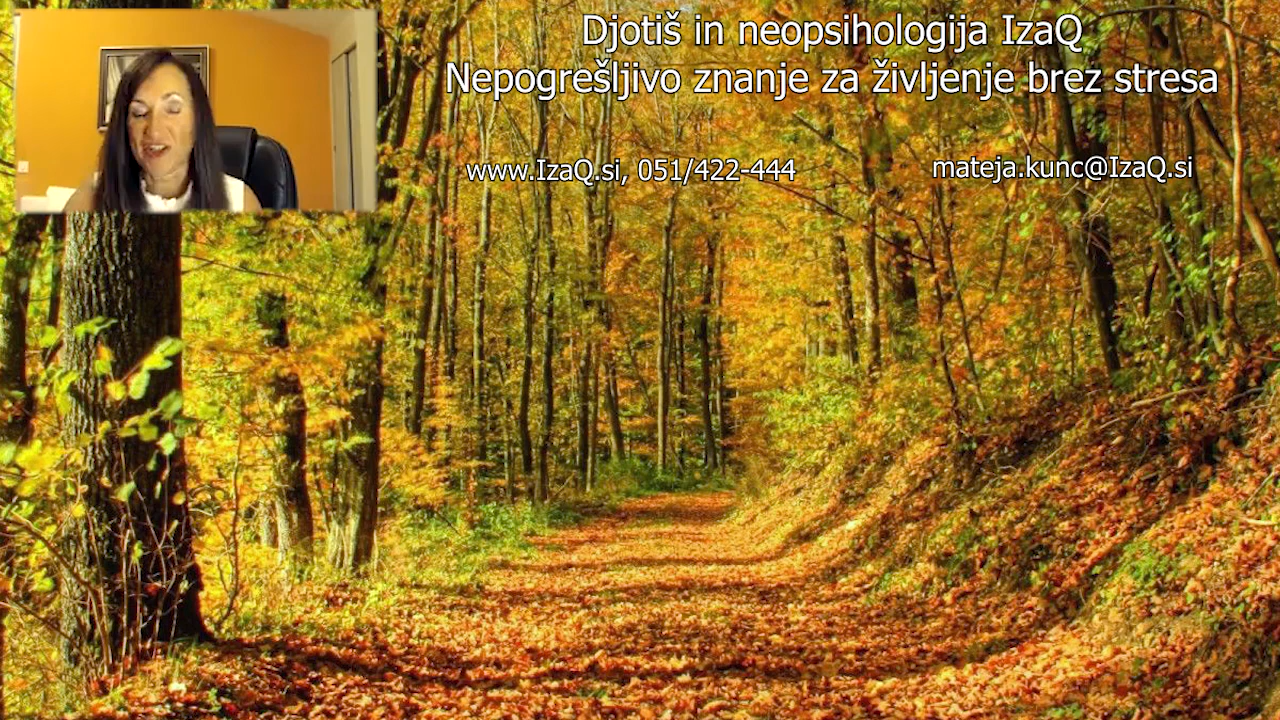 Djotiš in neopsihologija IzaQ
Nepogrešljivo znanje za življenje brez stresa
www.IzaQ.si, 051/422-444
mateja.kunc@IzaQ.si